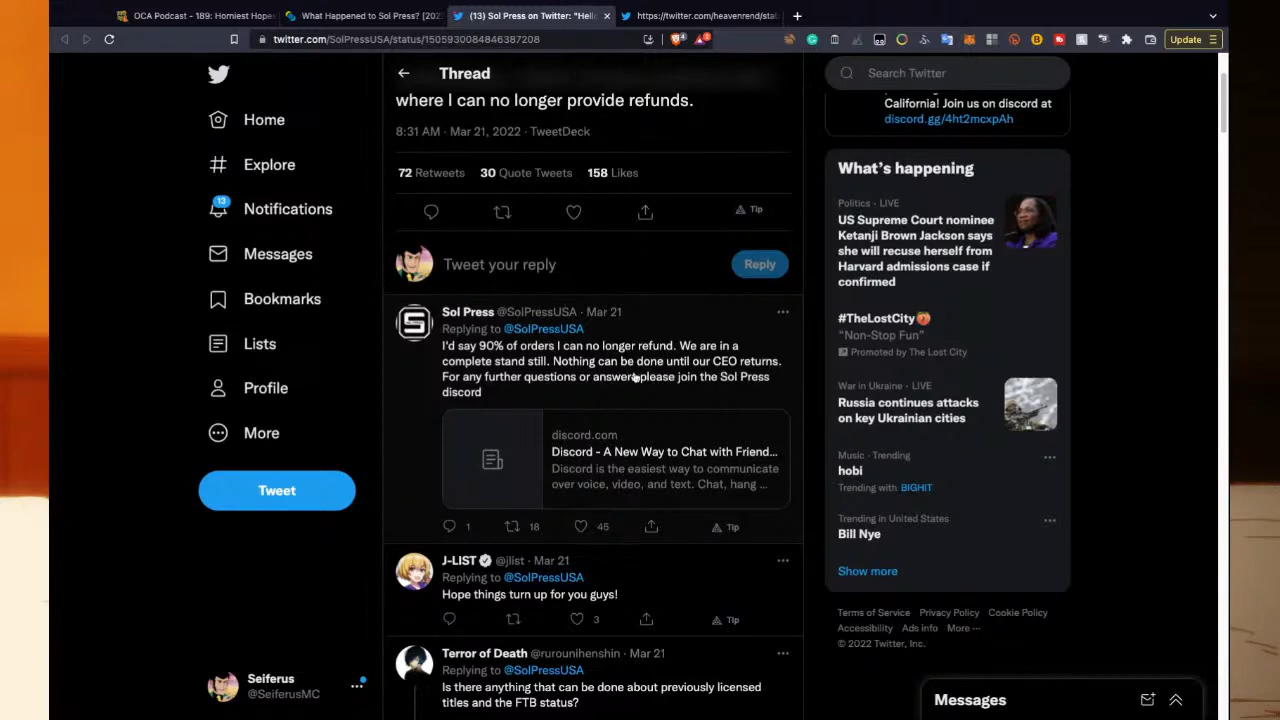 OCA Podcast - 189: Horniest Hope
What Happened to Sol Press? [202
(13) Sol Press on Twitter: "Hello
https://twitter.com/heavenrend/sta
twitter.com/SolPressUSA/status/1505930084846387208
Update
Home
Explore
13
Notifications
Messages
Bookmarks
Lists
Profile
More
Tweet
Seiferus
@SeiferusMC
Thread
where I can no longer provide refunds.
8:31 AM · Mar 21, 2022 · TweetDeck
72 Retweets 30 Quote Tweets 158 Likes
Tip
Tweet your reply
Reply
Sol Press @SolPressUSA · Mar 21
Replying to @SolPressUSA
I'd say 90% of orders I can no longer refund. We are in a
complete stand still. Nothing can be done until our CEO returns.
For any further questions or answers please join the Sol Press
discord
discord.com
Discord - A New Way to Chat with Friend...
Discord is the easiest way to communicate
over voice, video, and text. Chat, hang ...
1 18 45 Tip
J-LIST @jlist · Mar 21
Replying to @SolPressUSA
Hope things turn up for you guys!
3 Tip
Terror of Death @rurounihenshin · Mar 21
Replying to @SolPressUSA
Is there anything that can be done about previously licensed
titles and the FTB status?
Search Twitter
California! Join us on discord at
discord.gg/4ht2mcxpAh
What's happening
Politics · LIVE
US Supreme Court nominee
Ketanji Brown Jackson says
she will recuse herself from
Harvard admissions case if
confirmed
#TheLostCity
"Non-Stop Fun"
Promoted by The Lost City
War in Ukraine · LIVE
Russia continues attacks
on key Ukrainian cities
Music · Trending
hobi
Trending with BIGHIT
Trending in United States
Bill Nye
Show more
Terms of Service Privacy Policy Cookie Policy
Accessibility Ads info More ···
© 2022 Twitter, Inc.
Messages